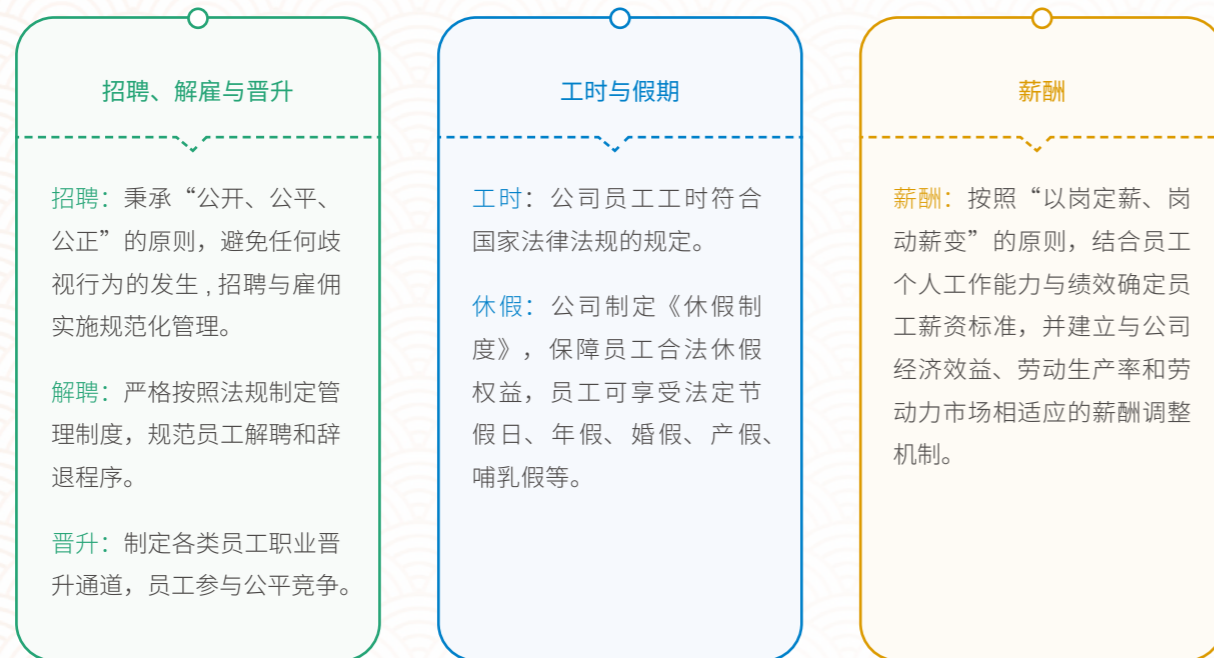 招聘、解雇与晋升
招聘：秉承“公开、公平、
公正”的原则，避免任何歧
视行为的发生 , 招聘与雇佣
实施规范化管理。
解聘：严格按照法规制定管
理制度，规范员工解聘和辞
退程序。
晋升：制定各类员工职业晋
升通道，员工参与公平竞争。
工时与假期
工时：公司员工工时符合
国家法律法规的规定。
休假：公司制定《休假制
度》，保障员工合法休假
权益，员工可享受法定节
假日、年假、婚假、产假、
哺乳假等。
薪酬
薪酬：按照“以岗定薪、岗
动薪变”的原则，结合员工
个人工作能力与绩效确定员
工薪资标准，并建立与公司
经济效益、劳动生产率和劳
动力市场相适应的薪酬调整
机制。